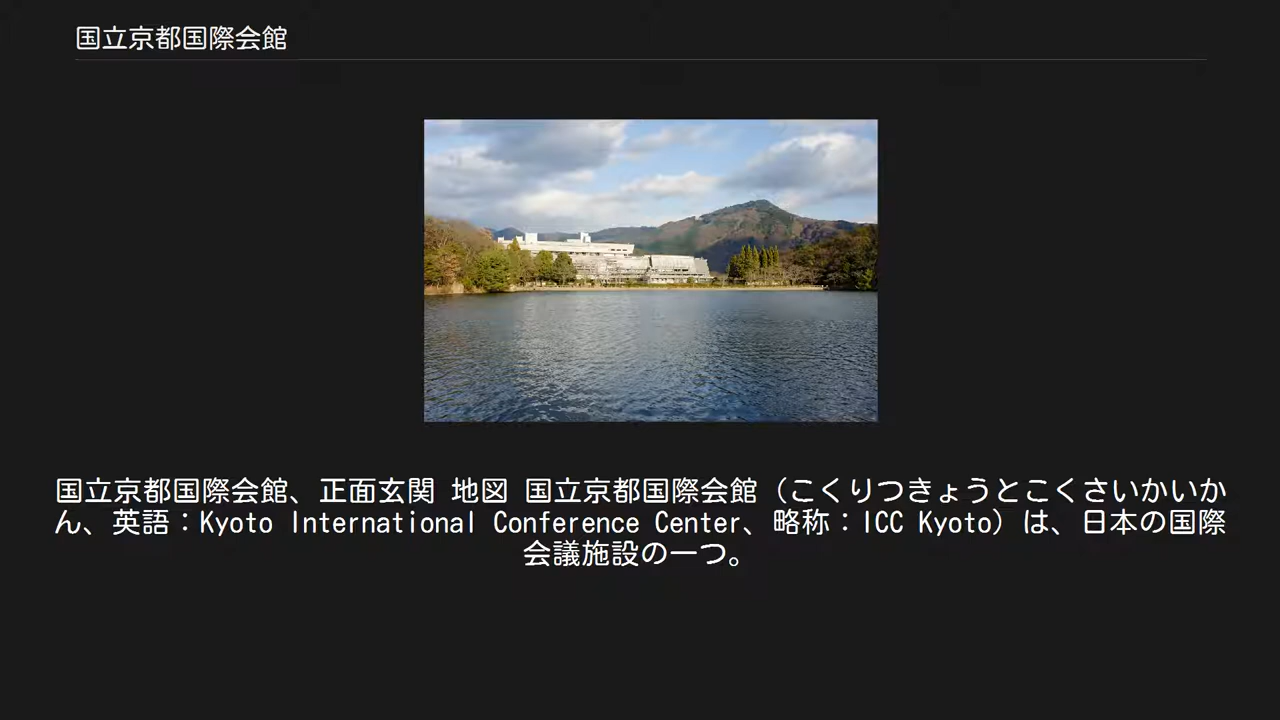 国立京都国際会館
国立京都国際会館、正面玄関 地図 国立京都国際会館（こくりつきょうとこくさいかいか
ん、英語：Kyoto International Conference Center、略称：ICC Kyoto）は、日本の国際
会議施設の一つ。